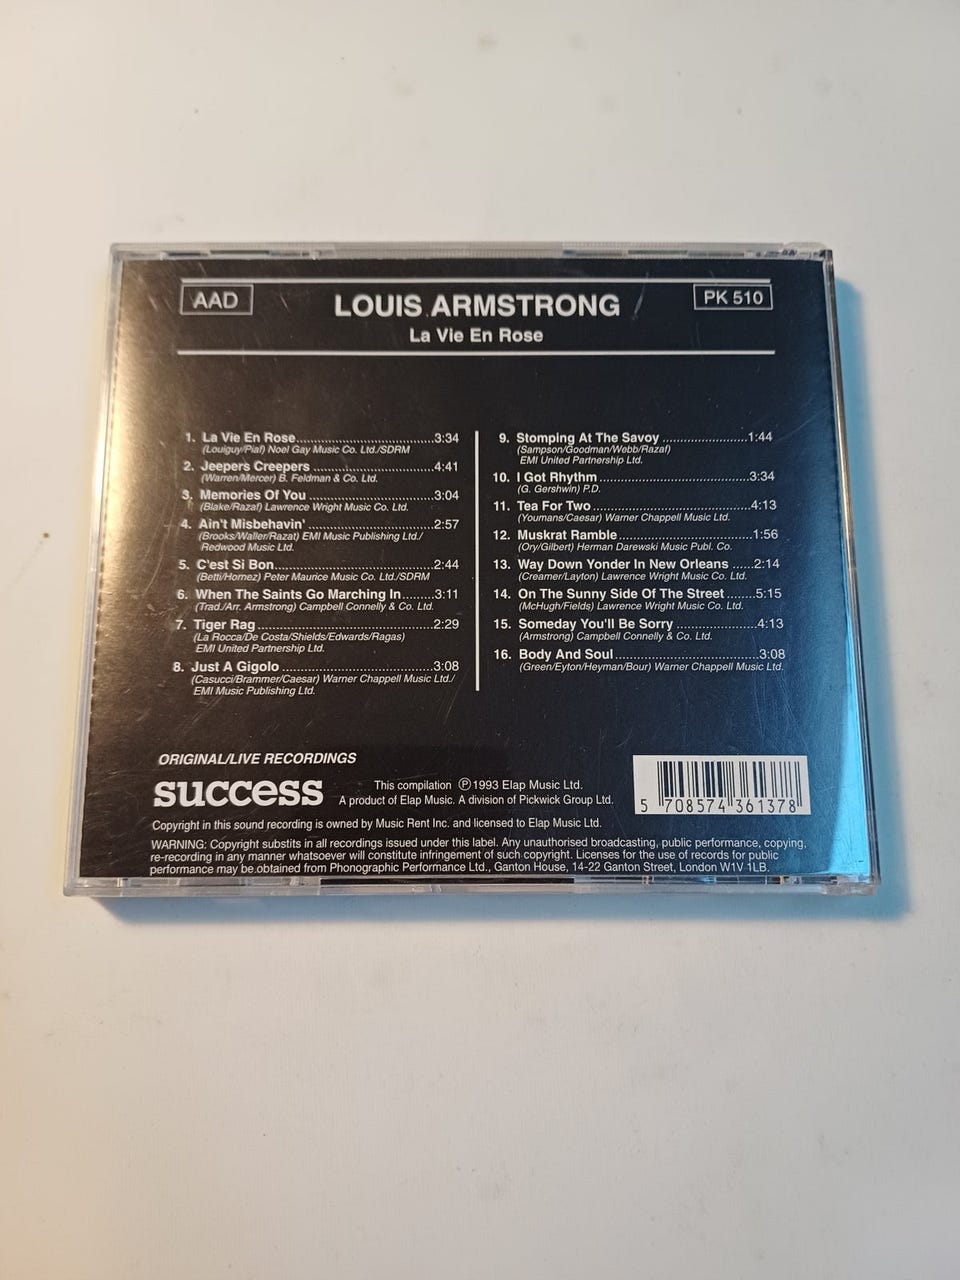 AAD
LOUIS ARMSTRONG
PK 510
La Vie En Rose
1. La Vie En Rose................................3:34
(Louiguy/Piaf) Noel Gay Music Co. Ltd./SDRM
2. Jeepers Creepers............................4:41
(Warren/Mercer) B. Feldman & Co. Ltd.
3. Memories Of You ............................3:04
(Blake/Razaf) Lawrence Wright Music Co. Ltd.
4. Ain't Misbehavin' ............................2:57
(Brooks/Waller/Razaf) EMI Music Publishing Ltd./
Redwood Music Ltd.
5. C'est Si Bon....................................2:44
(Betti/Hornez) Peter Maurice Music Co. Ltd./SDRM
6. When The Saints Go Marching In........3:11
(Trad./Arr. Armstrong) Campbell Connelly & Co. Ltd.
7. Tiger Rag........................................2:29
(La Rocca/De Costa/Shields/Edwards/Ragas)
EMI United Partnership Ltd.
8. Just A Gigolo..................................3:08
(Casucci/Brammer/Caesar) Warner Chappell Music Ltd./
EMI Music Publishing Ltd.
9. Stomping At The Savoy ....................1:44
(Sampson/Goodman/Webb/Razaf)
EMI United Partnership Ltd.
10. I Got Rhythm..................................3:34
(G. Gershwin) P.D.
11. Tea For Two....................................4:13
(Youmans/Caesar) Warner Chappell Music Ltd.
12. Muskrat Ramble..............................1:56
(Ory/Gilbert) Herman Darewski Music Publ. Co.
13. Way Down Yonder In New Orleans .....2:14
(Creamer/Layton) Lawrence Wright Music Co. Ltd.
14. On The Sunny Side Of The Street .......5:15
(McHugh/Fields) Lawrence Wright Music Co. Ltd.
15. Someday You'll Be Sorry ..................4:13
(Armstrong) Campbell Connelly & Co. Ltd.
16. Body And Soul................................3:08
(Green/Eyton/Heyman/Bour) Warner Chappell Music Ltd.
ORIGINAL/LIVE RECORDINGS
success
This compilation ℗1993 Elap Music Ltd.
A product of Elap Music. A division of Pickwick Group Ltd.
5 708574 361378
Copyright in this sound recording is owned by Music Rent Inc. and licensed to Elap Music Ltd.
WARNING: Copyright substits in all recordings issued under this label. Any unauthorised broadcasting, public performance, copying,
re-recording in any manner whatsoever will constitute infringement of such copyright. Licenses for the use of records for public
performance may be obtained from Phonographic Performance Ltd., Ganton House, 14-22 Ganton Street, London W1V 1LB.